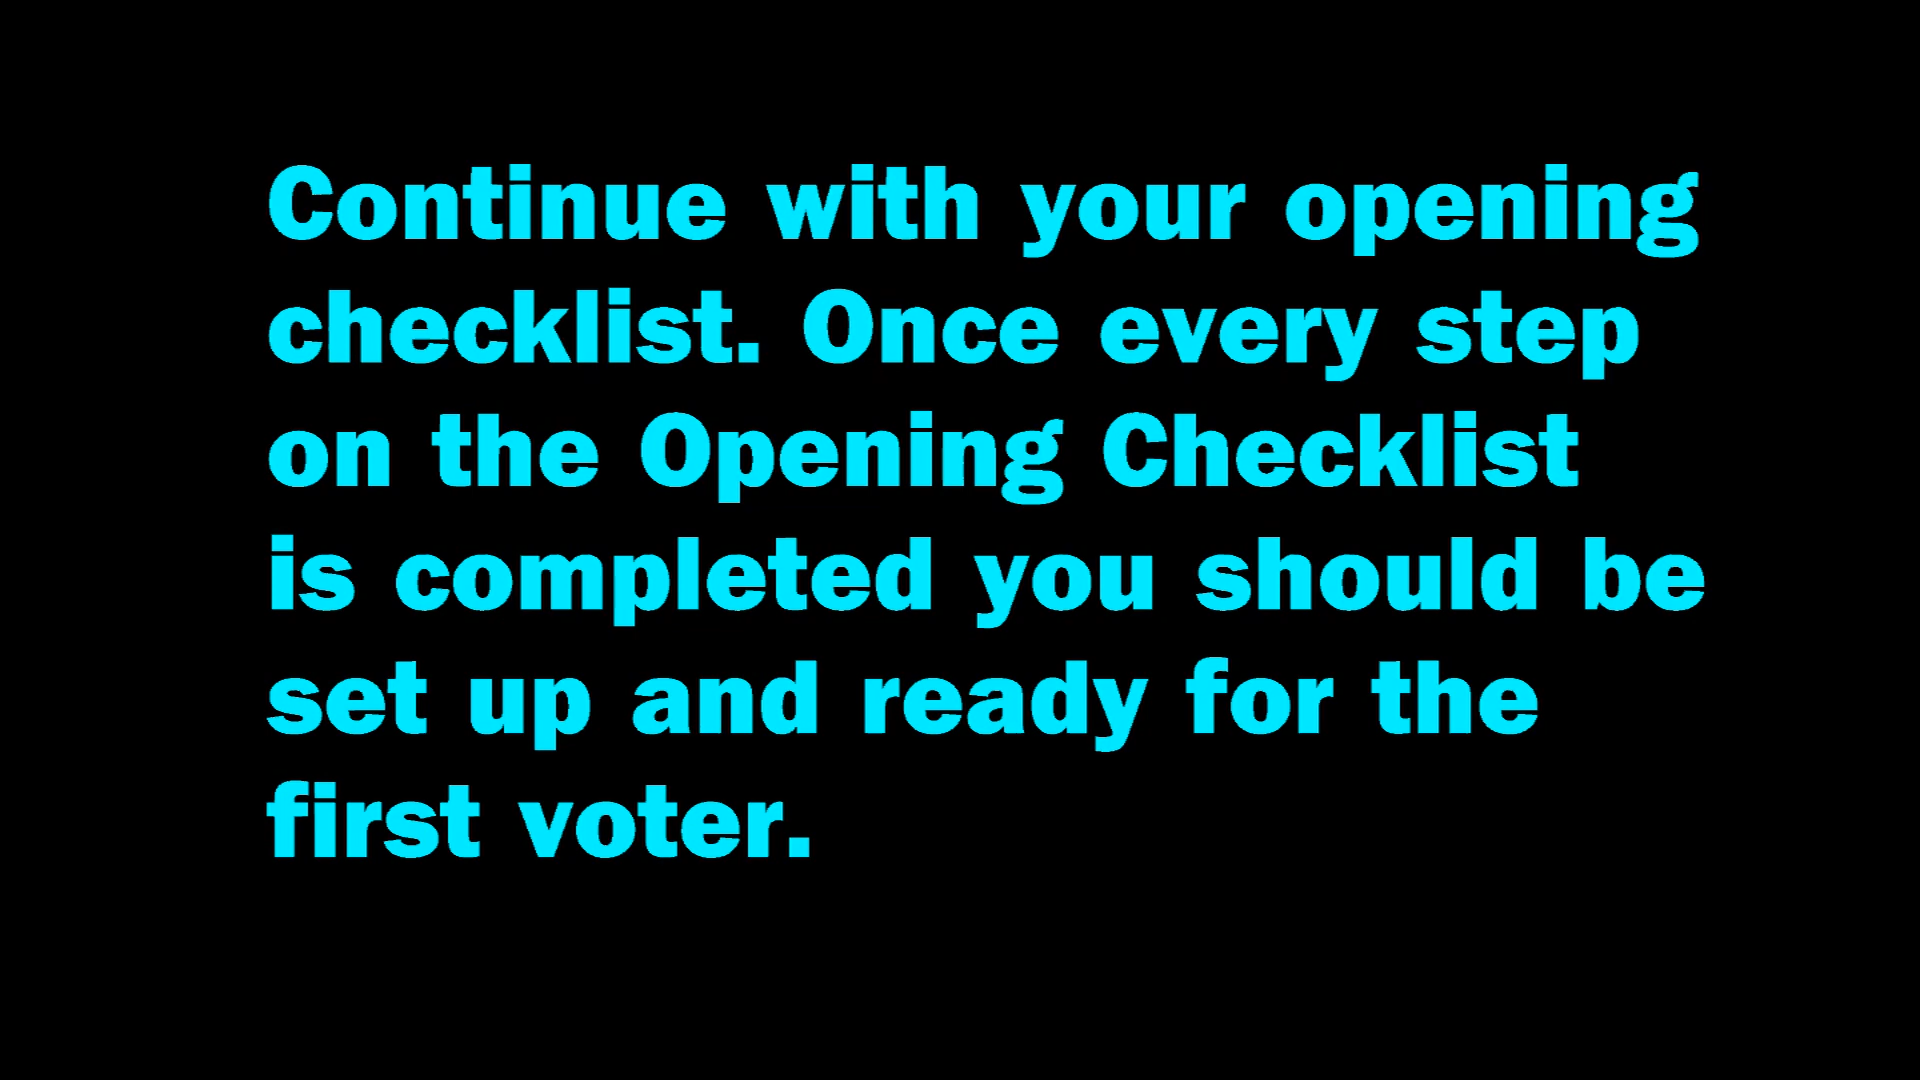 Continue with your opening
checklist. Once every step
on the Opening Checklist
is completed you should be
set up and ready for the
first voter.